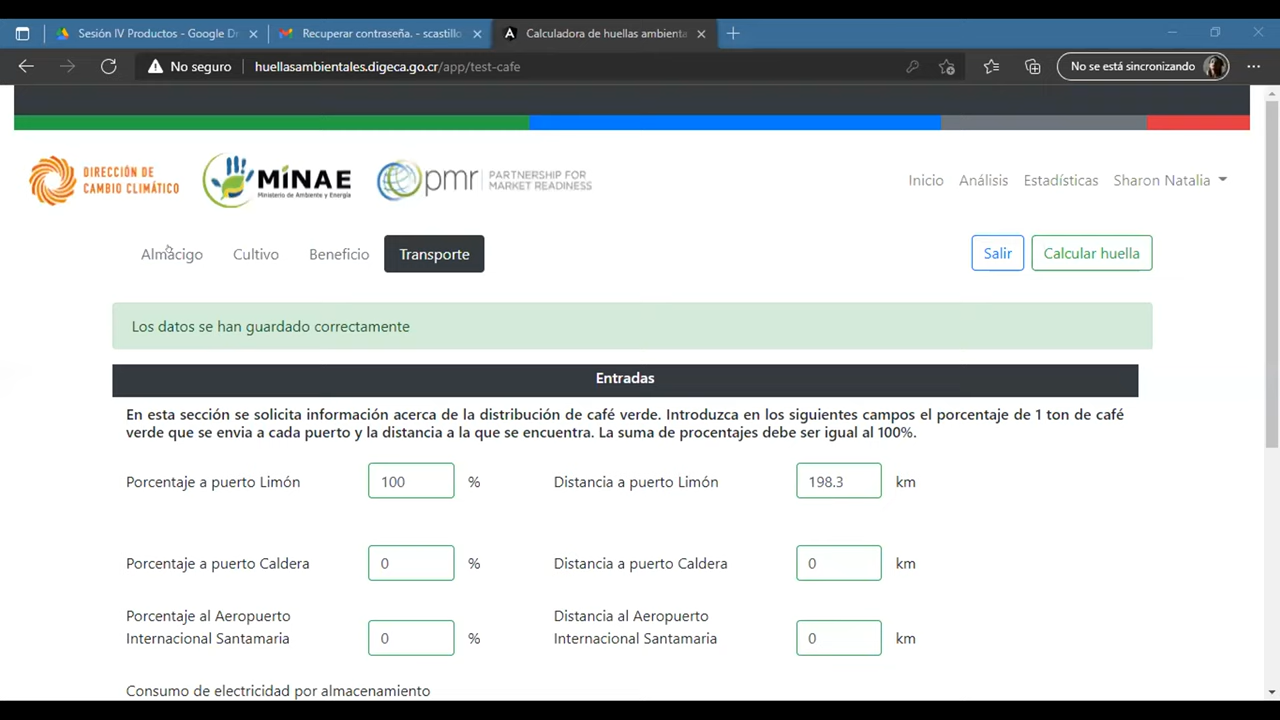 Sesión IV Productos - Google Dr
Recuperar contraseña. - scastillo
Calculadora de huellas ambienta
No seguro
huellasambientales.digeca.go.cr/app/test-cafe
No se está sincronizando
DIRECCIÓN DE
CAMBIO CLIMÁTICO
MINAE
Ministerio de Ambiente y Energía
pmr
PARTNERSHIP FOR
MARKET READINESS
Inicio
Análisis
Estadísticas
Sharon Natalia
Almácigo
Cultivo
Beneficio
Transporte
Salir
Calcular huella
Los datos se han guardado correctamente
Entradas
En esta sección se solicita información acerca de la distribución de café verde. Introduzca en los siguientes campos el porcentaje de 1 ton de café
verde que se envia a cada puerto y la distancia a la que se encuentra. La suma de procentajes debe ser igual al 100%.
Porcentaje a puerto Limón 100 % Distancia a puerto Limón 198.3 km
Porcentaje a puerto Caldera 0 % Distancia a puerto Caldera 0 km
Porcentaje al Aeropuerto
Internacional Santamaria 0 %
Distancia al Aeropuerto
Internacional Santamaria 0 km
Consumo de electricidad por almacenamiento